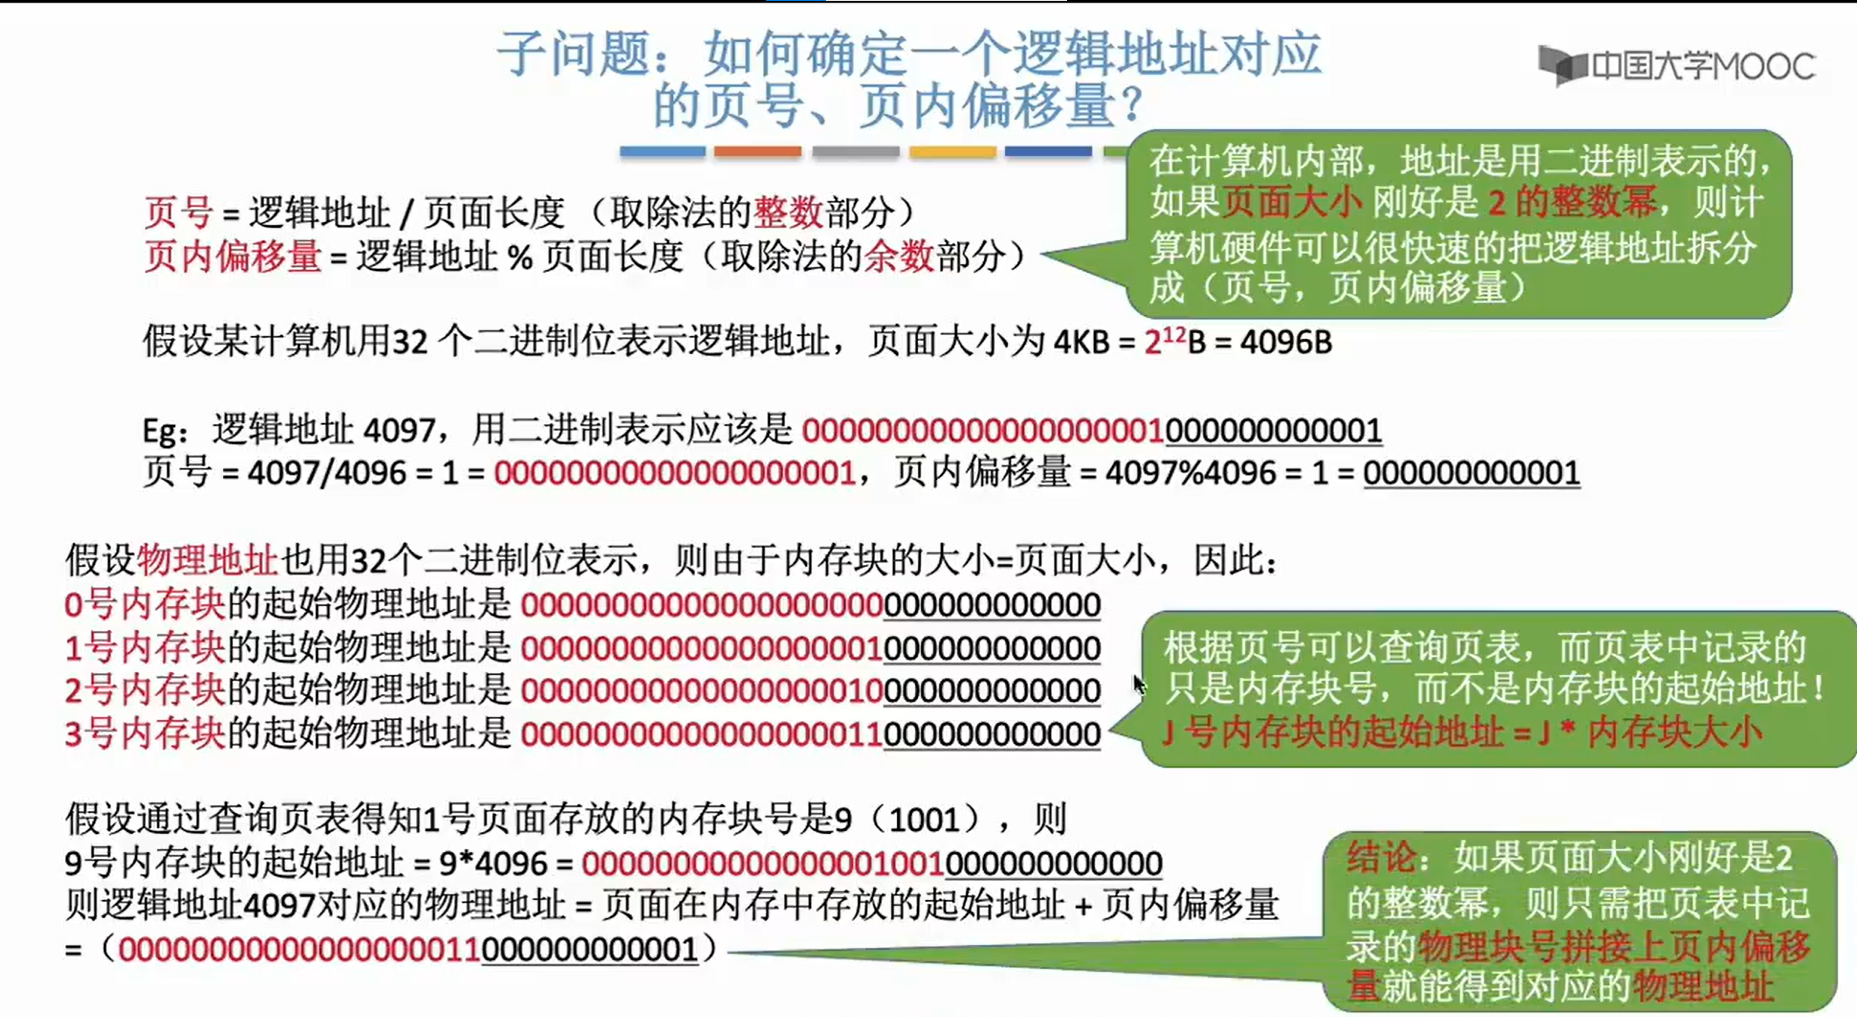 子问题：如何确定一个逻辑地址对应
的页号、页内偏移量？
中国大学MOOC
在计算机内部，地址是用二进制表示的，
如果页面大小 刚好是 2 的整数幂，则计
算机硬件可以很快速的把逻辑地址拆分
成（页号，页内偏移量）
页号 = 逻辑地址 / 页面长度 （取除法的整数部分）
页内偏移量 = 逻辑地址 % 页面长度（取除法的余数部分）
假设某计算机用32 个二进制位表示逻辑地址，页面大小为 4KB = 2¹²B = 4096B
Eg：逻辑地址 4097，用二进制表示应该是 00000000000000000001000000000001
页号 = 4097/4096 = 1 = 00000000000000000001，页内偏移量 = 4097%4096 = 1 = 000000000001
假设物理地址也用32个二进制位表示，则由于内存块的大小=页面大小，因此：
0号内存块的起始物理地址是 00000000000000000000000000000000
1号内存块的起始物理地址是 00000000000000000001000000000000
2号内存块的起始物理地址是 00000000000000000010000000000000
3号内存块的起始物理地址是 00000000000000000011000000000000
根据页号可以查询页表，而页表中记录的
只是内存块号，而不是内存块的起始地址！
J 号内存块的起始地址 = J * 内存块大小
假设通过查询页表得知1号页面存放的内存块号是9（1001），则
9号内存块的起始地址 = 9*4096 = 00000000000000001001000000000000
则逻辑地址4097对应的物理地址 = 页面在内存中存放的起始地址 + 页内偏移量
=（00000000000000000011000000000001）
结论：如果页面大小刚好是2
的整数幂，则只需把页表中记
录的物理块号拼接上页内偏移
量就能得到对应的物理地址